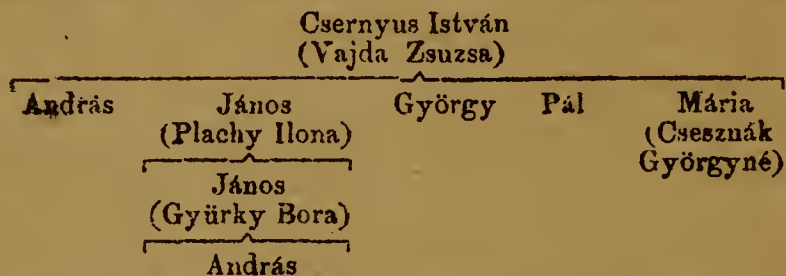 Csernyus István
(Vajda Zsuzsa)
András János György Pál Mária
(Plachy Ilona) (Csesznák
Györgyné)
János
(Gyürky Bora)
András